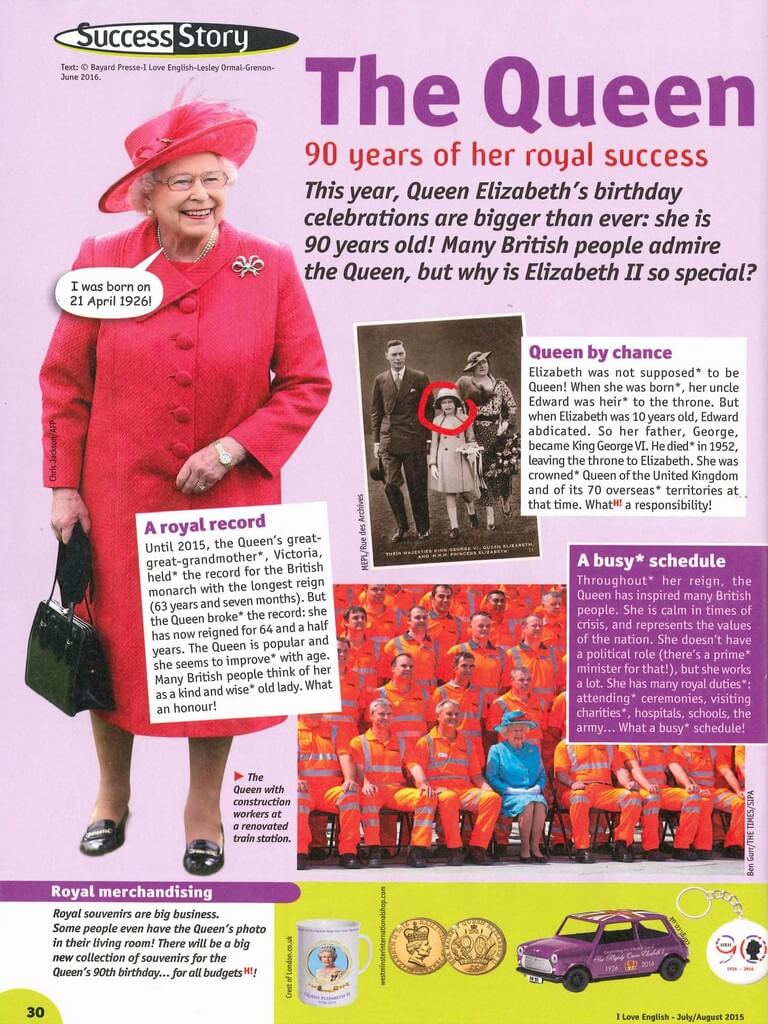 Success Story
Text: © Bayard Presse-I Love English-Lesley Ormal-Grenon-
June 2016.
The Queen
90 years of her royal success
This year, Queen Elizabeth's birthday
celebrations are bigger than ever: she is
90 years old! Many British people admire
the Queen, but why is Elizabeth II so special?
I was born on
21 April 1926!
Chris Jackson/AFP
MEPL/Rue des Archives
THEIR MAJESTIES KING GEORGE VI, QUEEN ELIZABETH,
AND H.R.H. PRINCESS ELIZABETH
Queen by chance
Elizabeth was not supposed* to be
Queen! When she was born*, her uncle
Edward was heir* to the throne. But
when Elizabeth was 10 years old, Edward
abdicated. So her father, George,
became King George VI. He died* in 1952,
leaving the throne to Elizabeth. She was
crowned* Queen of the United Kingdom
and of its 70 overseas* territories at
that time. What H! a responsibility!
A royal record
Until 2015, the Queen's great-
great-grandmother*, Victoria,
held* the record for the British
monarch with the longest reign
(63 years and seven months). But
the Queen broke* the record: she
has now reigned for 64 and a half
years. The Queen is popular and
she seems to improve* with age.
Many British people think of her
as a kind and wise* old lady. What
an honour!
A busy* schedule
Throughout* her reign, the
Queen has inspired many British
people. She is calm in times of
crisis, and represents the values
of the nation. She doesn't have
a political role (there's a prime*
minister for that!), but she works
a lot. She has many royal duties*:
attending* ceremonies, visiting
charities*, hospitals, schools, the
army... What a busy* schedule!
The
Queen with
construction
workers at
a renovated
train station.
Ben Gurr/THE TIMES/SIPA
Royal merchandising
Royal souvenirs are big business.
Some people even have the Queen's photo
in their living room! There will be a big
new collection of souvenirs for the
Queen's 90th birthday... for all budgets H!!
Crest of London.co.uk
QUEEN ELIZABETH II
westminsterinternationalshop.com
Her Majesty Queen Elizabeth II
1926 2016
corgi.co.uk
HRH
1926 - 2016
30
I Love English - July/August 2015